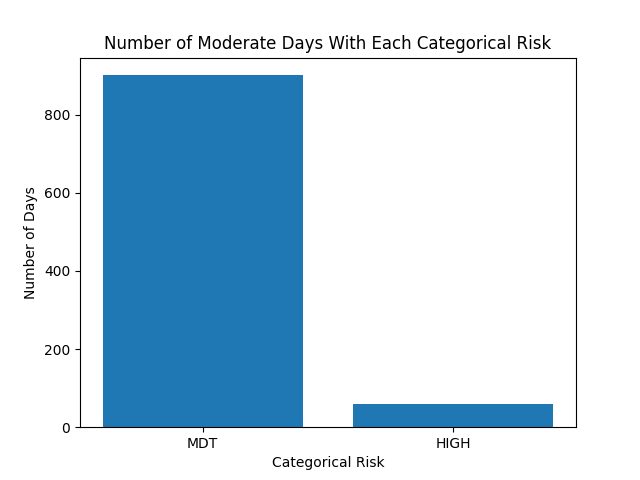 Number of Moderate Days With Each Categorical Risk
800
600
400
200
0
Number of Days
MDT
HIGH
Categorical Risk